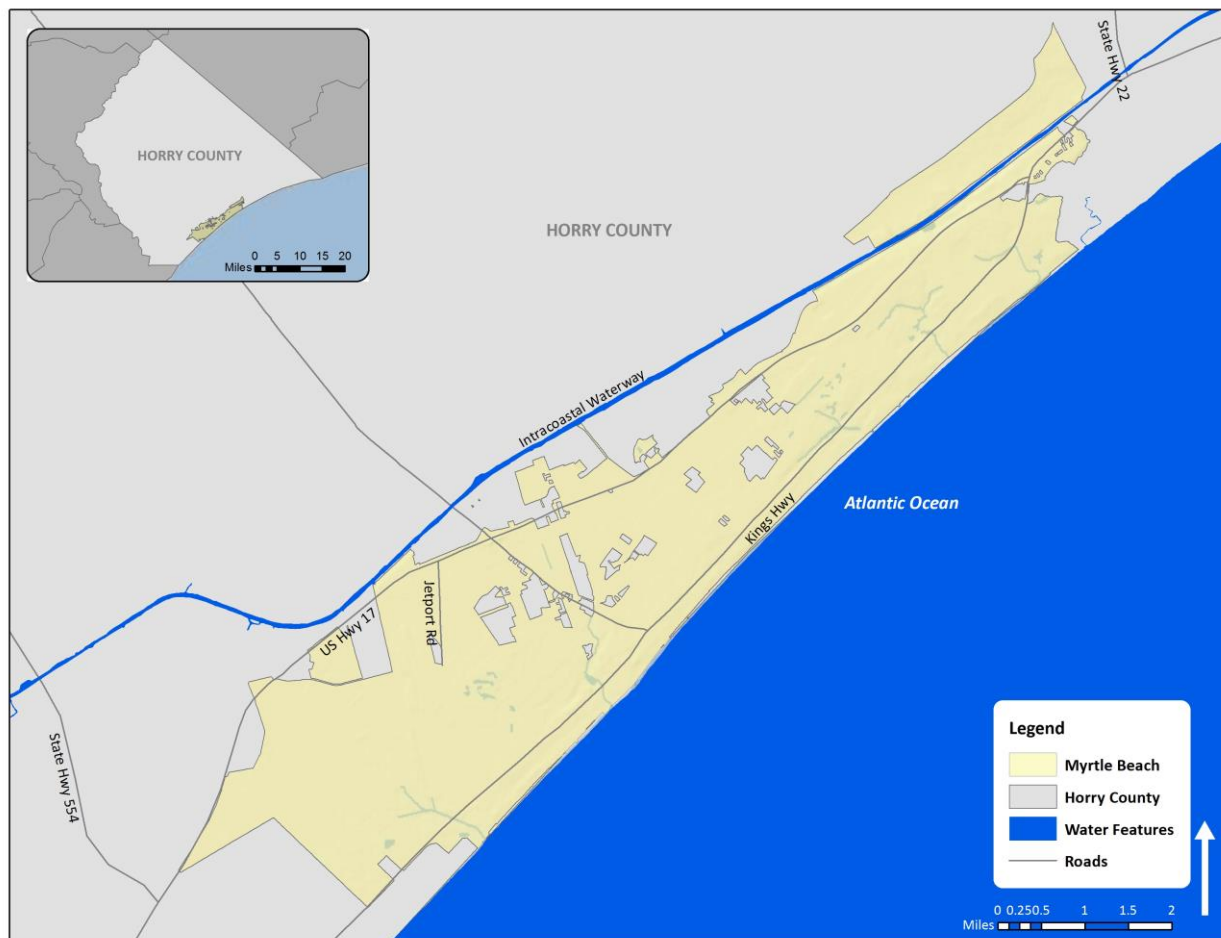 HORRY COUNTY
0 5 10 15 20
Miles
State Hwy 22
HORRY COUNTY
Intracoastal Waterway
Atlantic Ocean
Kings Hwy
Jetport Rd
US Hwy 17
State Hwy 554
Legend
Myrtle Beach
Horry County
Water Features
Roads
0 0.25 0.5 1 1.5 2
Miles